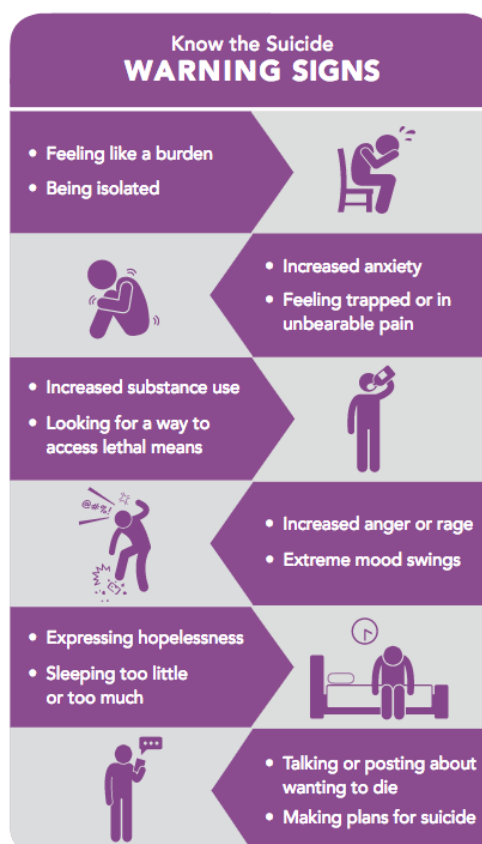 Know the Suicide
WARNING SIGNS
• Feeling like a burden
• Being isolated
• Increased anxiety
• Feeling trapped or in
unbearable pain
• Increased substance use
• Looking for a way to
access lethal means
@#%!
• Increased anger or rage
• Extreme mood swings
• Expressing hopelessness
• Sleeping too little
or too much
• Talking or posting about
wanting to die
• Making plans for suicide